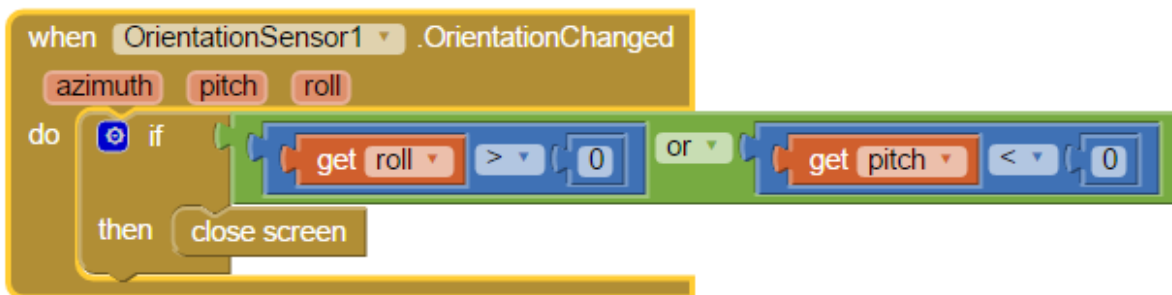 when OrientationSensor1 .OrientationChanged
azimuth pitch roll
do if get roll > 0 or get pitch < 0
then close screen